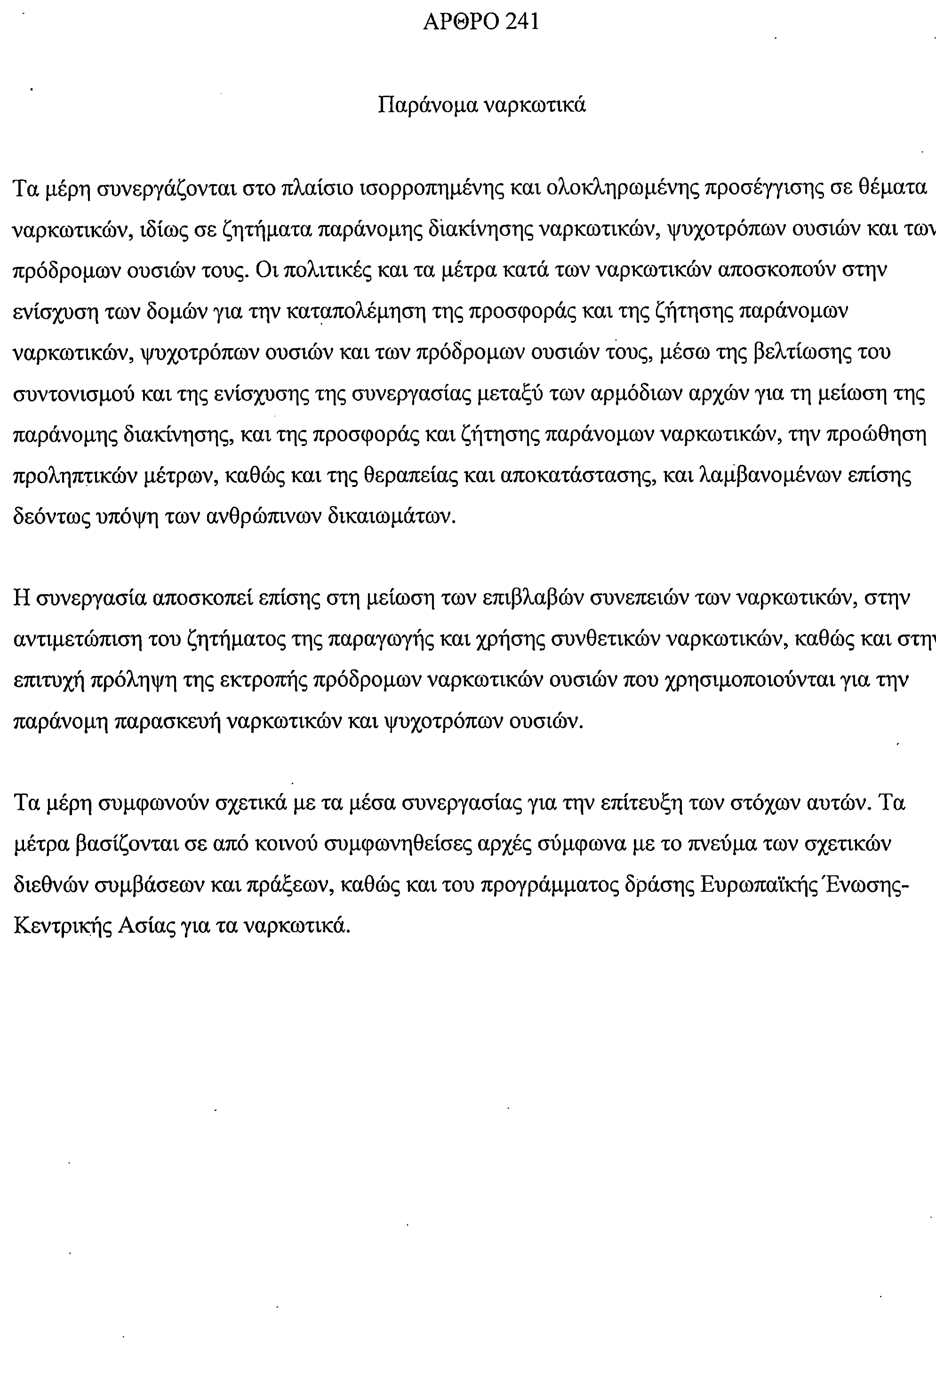 ΑΡΘΡΟ 241
Παράνομα ναρκωτικά
Τα μέρη συνεργάζονται στο πλαίσιο ισορροπημένης και ολοκληρωμένης προσέγγισης σε θέματα
ναρκωτικών, ιδίως σε ζητήματα παράνομης διακίνησης ναρκωτικών, ψυχοτρόπων ουσιών και των
πρόδρομων ουσιών τους. Οι πολιτικές και τα μέτρα κατά των ναρκωτικών αποσκοπούν στην
ενίσχυση των δομών για την καταπολέμηση της προσφοράς και της ζήτησης παράνομων
ναρκωτικών, ψυχοτρόπων ουσιών και των πρόδρομων ουσιών τους, μέσω της βελτίωσης του
συντονισμού και της ενίσχυσης της συνεργασίας μεταξύ των αρμόδιων αρχών για τη μείωση της
παράνομης διακίνησης, και της προσφοράς και ζήτησης παράνομων ναρκωτικών, την προώθηση
προληπτικών μέτρων, καθώς και της θεραπείας και αποκατάστασης, και λαμβανομένων επίσης
δεόντως υπόψη των ανθρώπινων δικαιωμάτων.
Η συνεργασία αποσκοπεί επίσης στη μείωση των επιβλαβών συνεπειών των ναρκωτικών, στην
αντιμετώπιση του ζητήματος της παραγωγής και χρήσης συνθετικών ναρκωτικών, καθώς και στην
επιτυχή πρόληψη της εκτροπής πρόδρομων ναρκωτικών ουσιών που χρησιμοποιούνται για την
παράνομη παρασκευή ναρκωτικών και ψυχοτρόπων ουσιών.
Τα μέρη συμφωνούν σχετικά με τα μέσα συνεργασίας για την επίτευξη των στόχων αυτών. Τα
μέτρα βασίζονται σε από κοινού συμφωνηθείσες αρχές σύμφωνα με το πνεύμα των σχετικών
διεθνών συμβάσεων και πράξεων, καθώς και του προγράμματος δράσης Ευρωπαϊκής Ένωσης-
Κεντρικής Ασίας για τα ναρκωτικά.